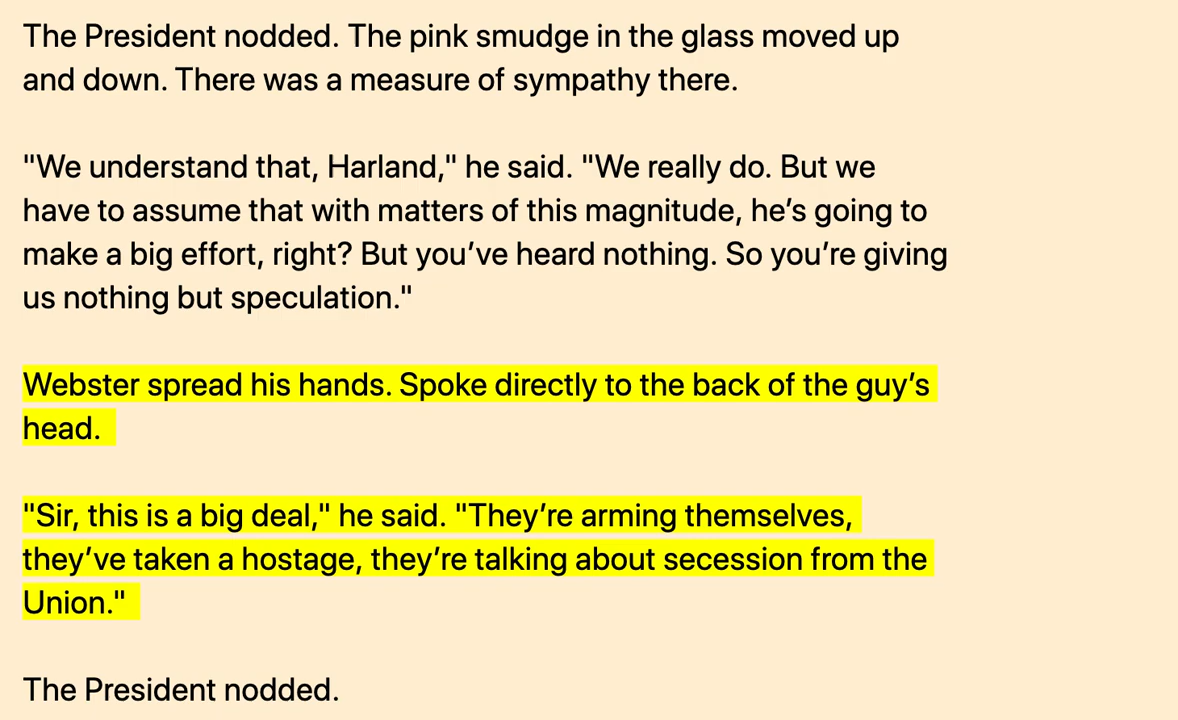 The President nodded. The pink smudge in the glass moved up
and down. There was a measure of sympathy there.
"We understand that, Harland," he said. "We really do. But we
have to assume that with matters of this magnitude, he’s going to
make a big effort, right? But you’ve heard nothing. So you’re giving
us nothing but speculation."
Webster spread his hands. Spoke directly to the back of the guy’s
head.
"Sir, this is a big deal," he said. "They’re arming themselves,
they’ve taken a hostage, they’re talking about secession from the
Union."
The President nodded.